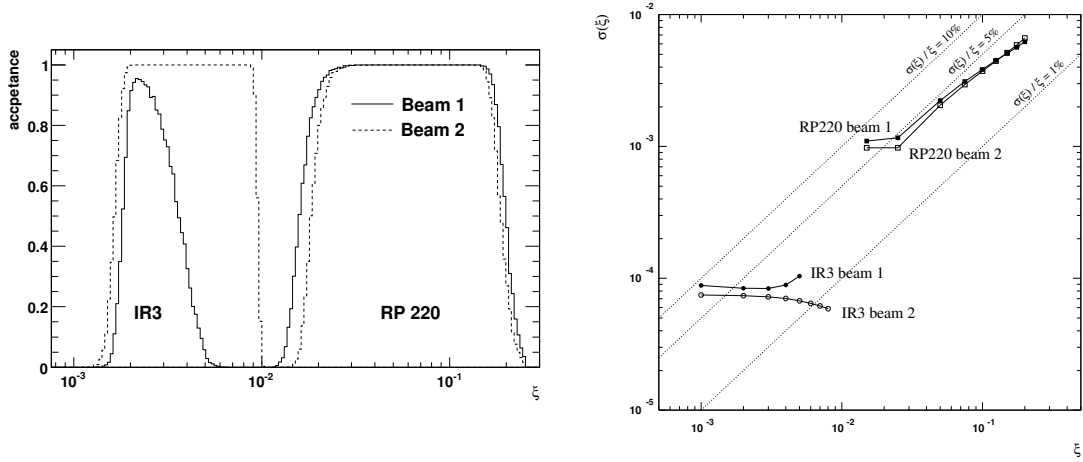 accpetance
1
0.8
0.6
0.4
0.2
0
Beam 1
Beam 2
IR3
RP 220
10⁻³
10⁻²
10⁻¹
ξ
σ(ξ)
10⁻²
10⁻³
10⁻⁴
10⁻⁵
σ(ξ) / ξ = 10%
σ(ξ) / ξ = 5%
σ(ξ) / ξ = 1%
RP220 beam 1
RP220 beam 2
IR3 beam 1
IR3 beam 2
10⁻³
10⁻²
10⁻¹
ξ